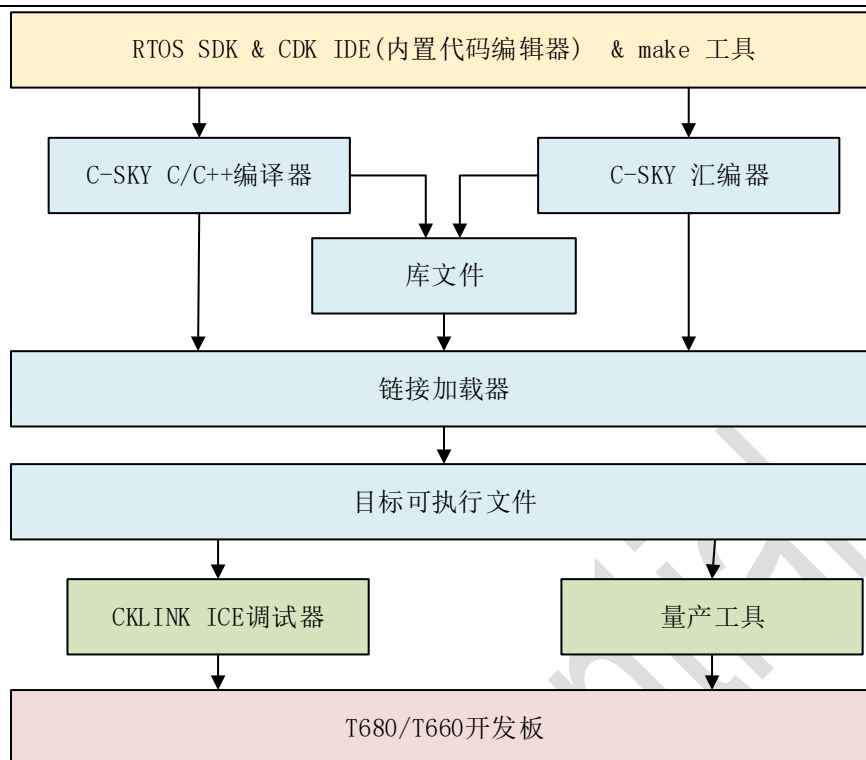 RTOS SDK & CDK IDE(内置代码编辑器) & make 工具
C-SKY C/C++编译器
C-SKY 汇编器
库文件
链接加载器
目标可执行文件
CKLINK ICE调试器
量产工具
T680/T660开发板